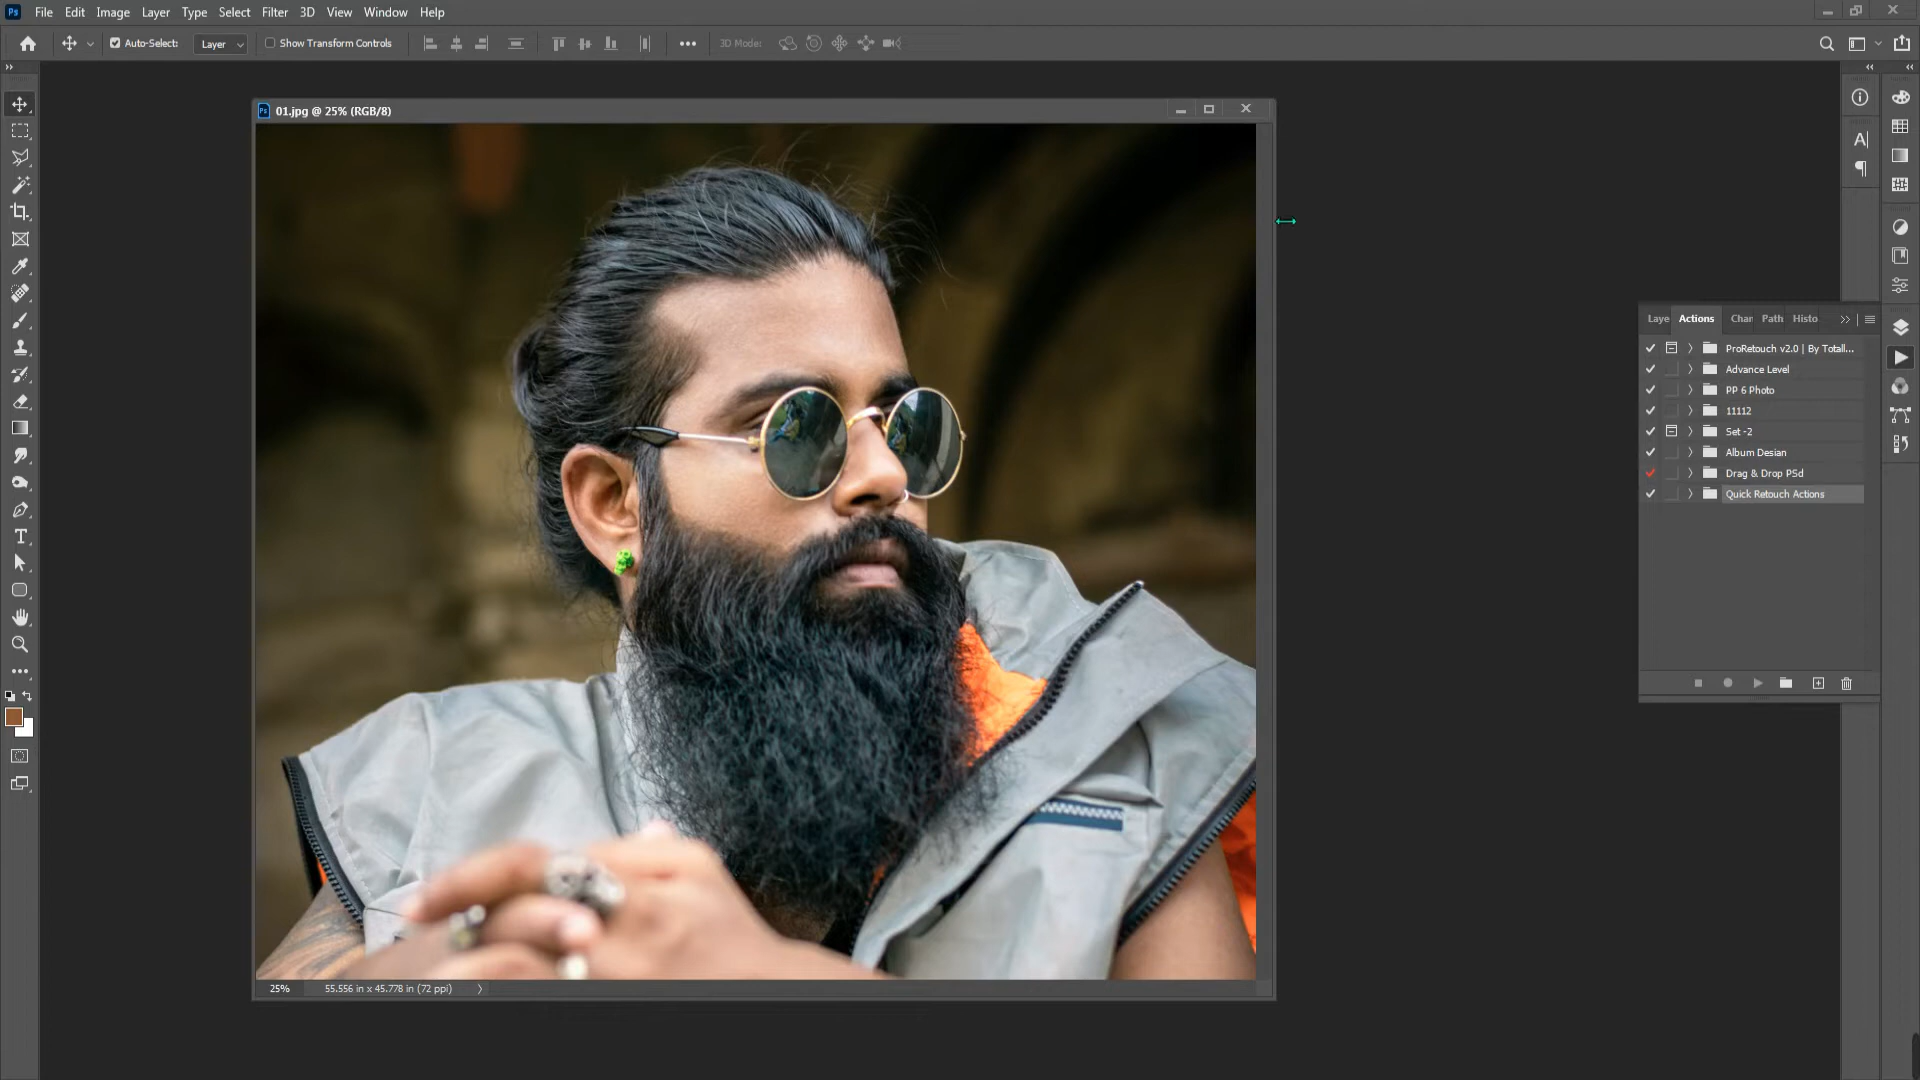 Ps File Edit Image Layer Type Select Filter 3D View Window Help
Auto-Select: Layer Show Transform Controls 3D Mode:
Ps 01.jpg @ 25% (RGB/8)
Laye Actions Char Path Histo
ProRetouch v2.0 | By Totall...
Advance Level
PP 6 Photo
11112
Set -2
Album Desian
Drag & Drop PSd
Quick Retouch Actions
25% 55.556 in x 45.778 in (72 ppi)